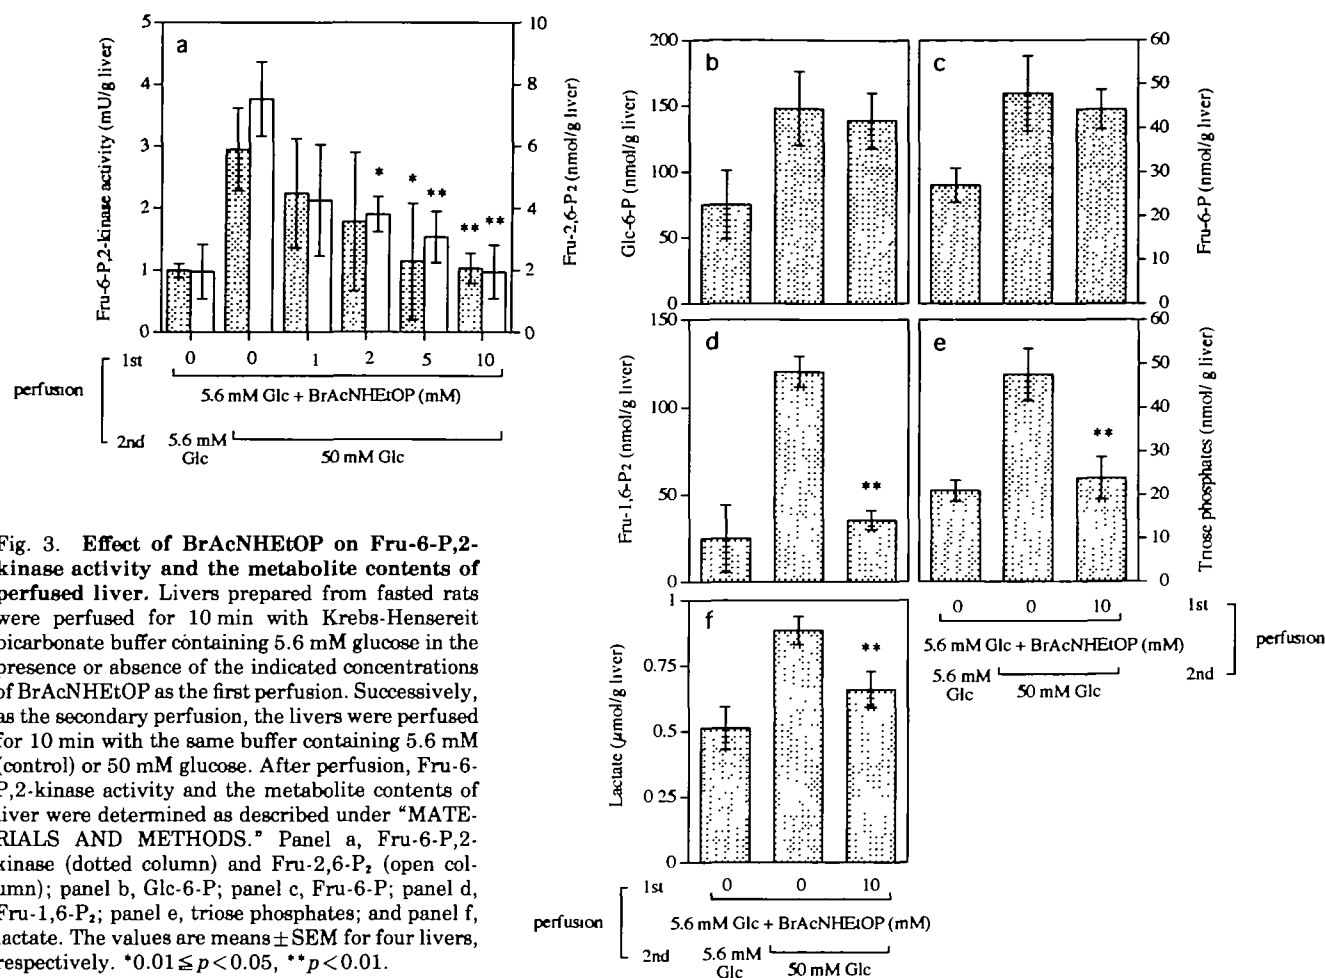 a
5
4
3
2
1
0
Fru-6-P,2-kinase activity (mU/g liver)
10
8
6
4
2
0
Fru-2,6-P2 (nmol/g liver)
* * ** ** **
perfusion
1st 0 0 1 2 5 10
5.6 mM Glc + BrAcNHEtOP (mM)
2nd 5.6 mM Glc 50 mM Glc
b
200
150
100
50
0
Glc-6-P (nmol/g liver)
c
60
50
40
30
20
10
0
Fru-6-P (nmol/g liver)
d
150
100
50
0
Fru-1,6-P2 (nmol/g liver)
**
e
60
50
40
30
20
10
0
Triose phosphates (nmol/ g liver)
**
0 0 10 1st
5.6 mM Glc + BrAcNHEtOP (mM)
perfusion
5.6 mM Glc 50 mM Glc 2nd
f
1
0.75
0.5
0 25
0
Lactate (μmol/g liver)
**
1st 0 0 10
perfusion
5.6 mM Glc + BrAcNHEtOP (mM)
2nd 5.6 mM Glc 50 mM Glc
Fig. 3. Effect of BrAcNHEtOP on Fru-6-P,2-
kinase activity and the metabolite contents of
perfused liver. Livers prepared from fasted rats
were perfused for 10 min with Krebs-Hensereit
bicarbonate buffer containing 5.6 mM glucose in the
presence or absence of the indicated concentrations
of BrAcNHEtOP as the first perfusion. Successively,
as the secondary perfusion, the livers were perfused
for 10 min with the same buffer containing 5.6 mM
(control) or 50 mM glucose. After perfusion, Fru-6-
P,2-kinase activity and the metabolite contents of
liver were determined as described under "MATE-
RIALS AND METHODS." Panel a, Fru-6-P,2-
kinase (dotted column) and Fru-2,6-P₂ (open col-
umn); panel b, Glc-6-P; panel c, Fru-6-P; panel d,
Fru-1,6-P₂; panel e, triose phosphates; and panel f,
lactate. The values are means±SEM for four livers,
respectively. *0.01≦p<0.05, **p<0.01.